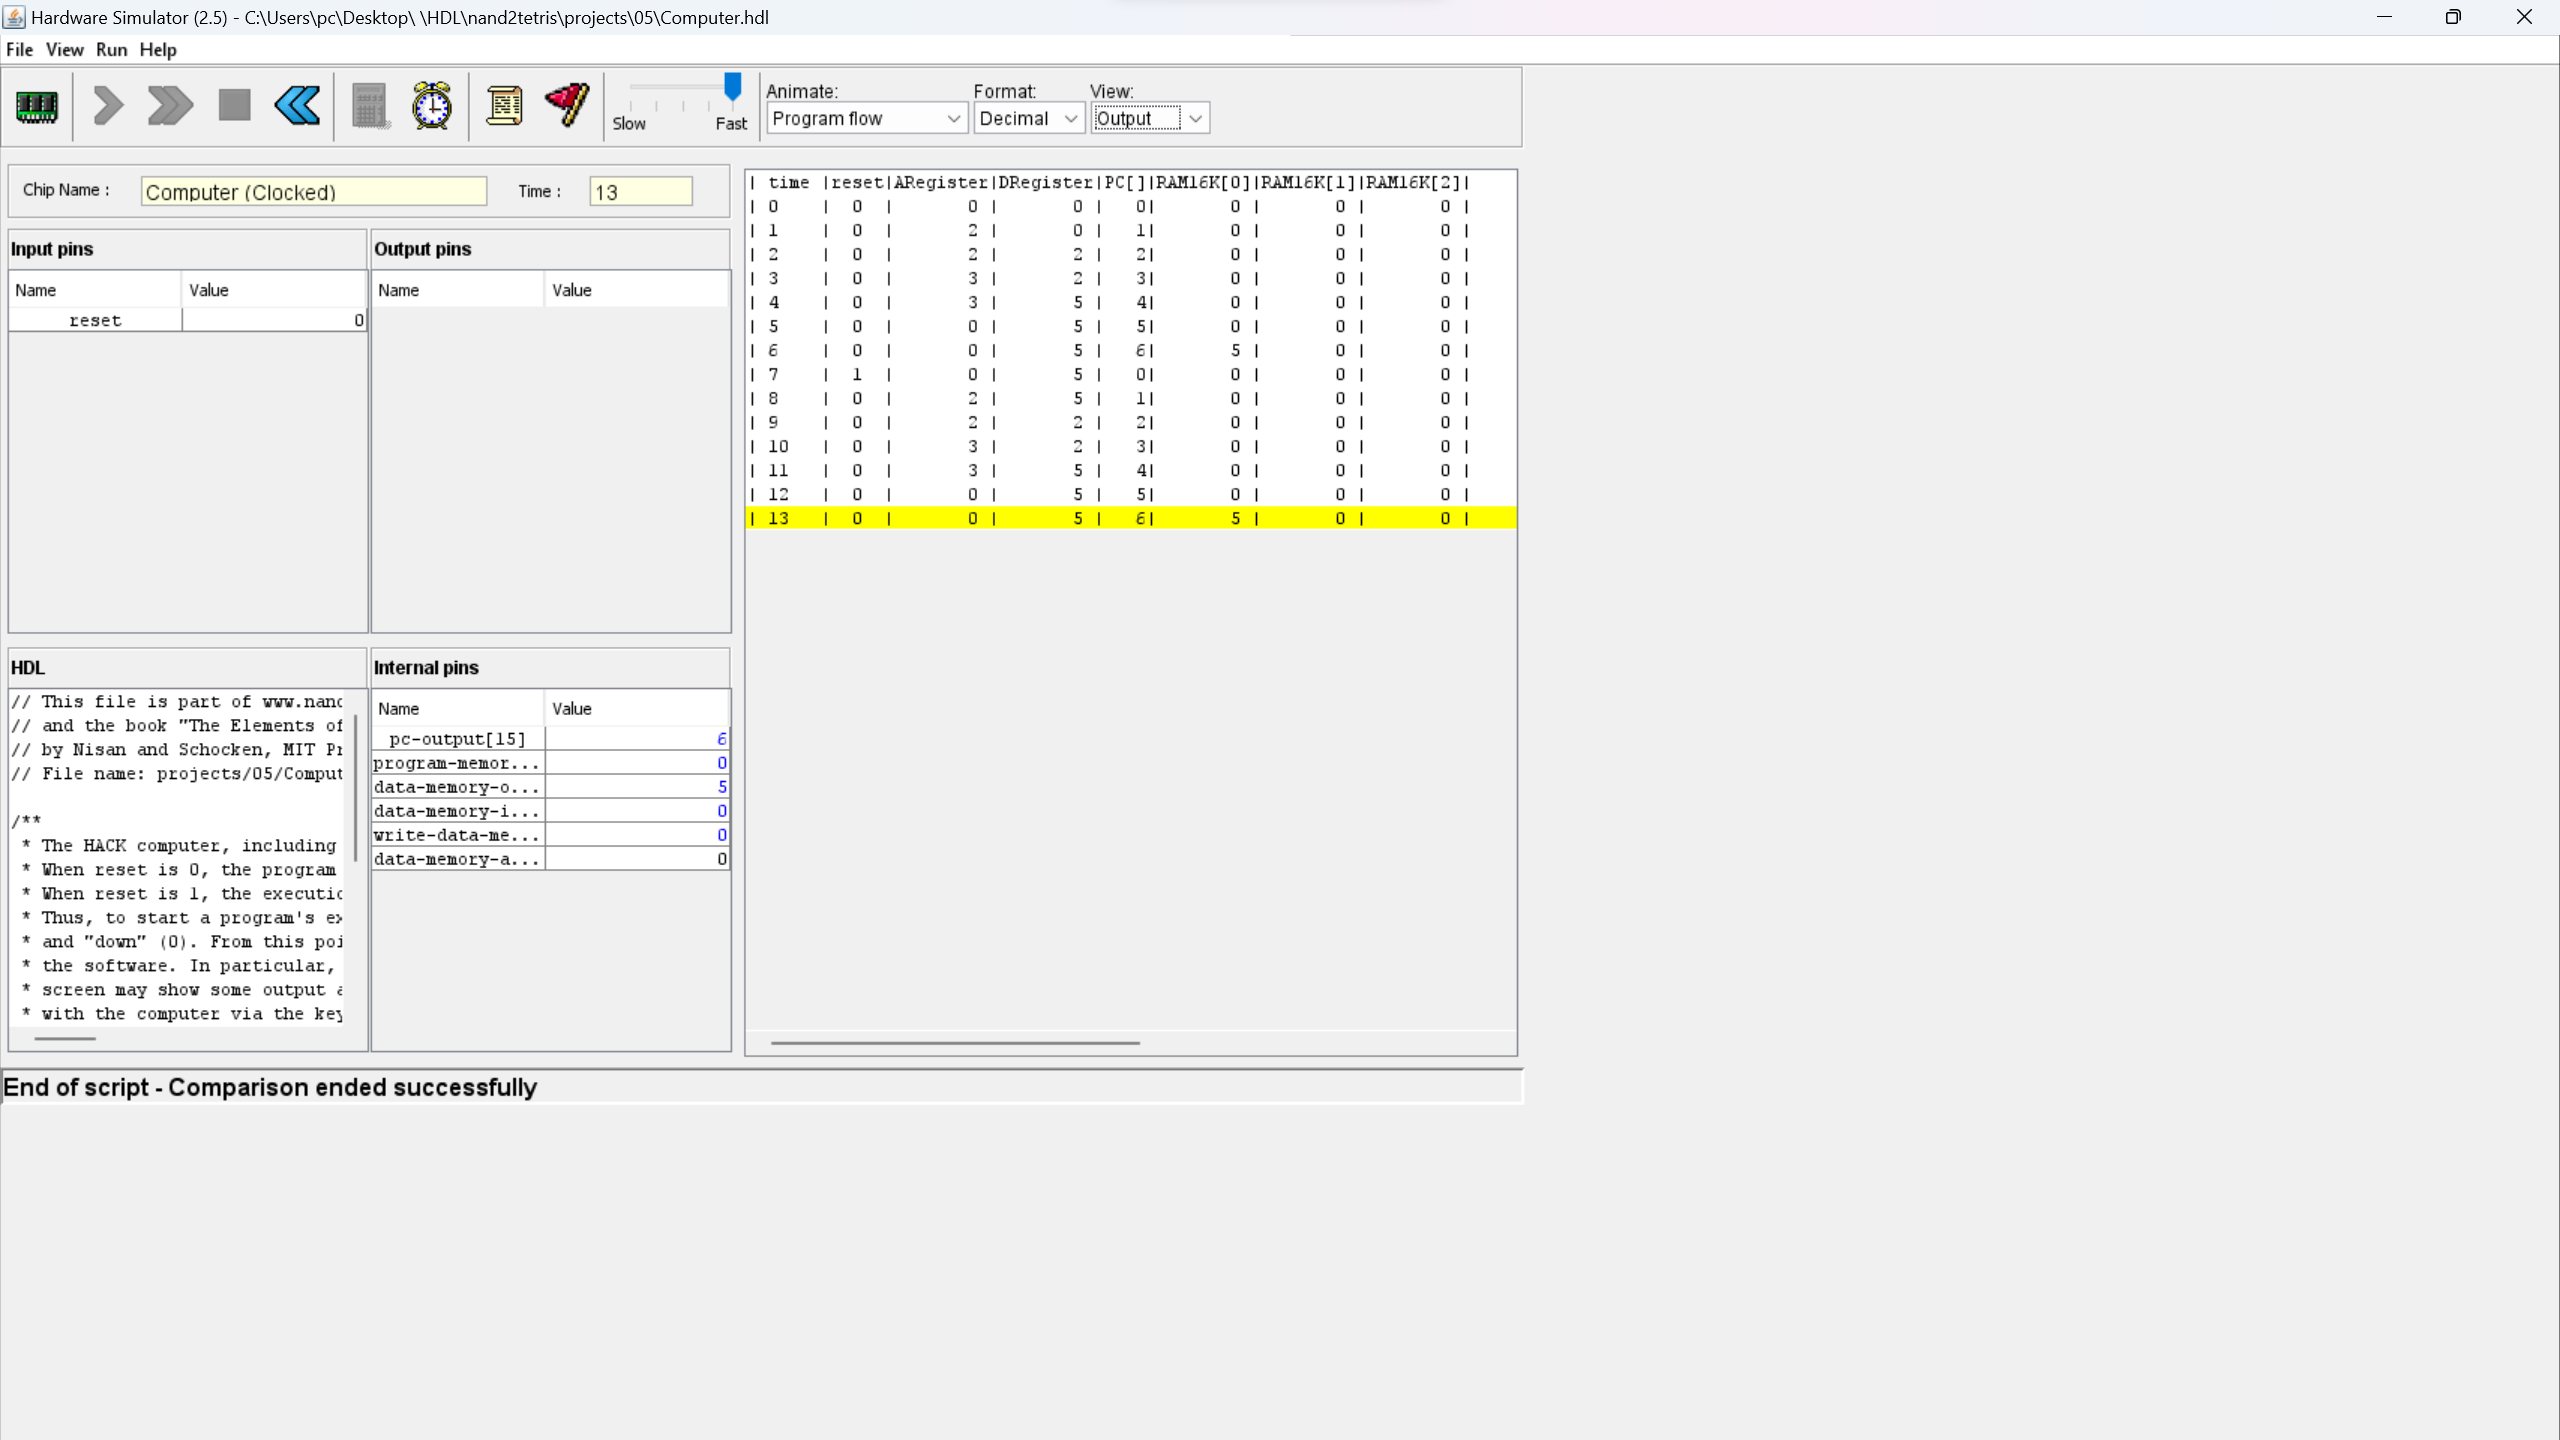 Hardware Simulator (2.5) - C:\Users\pc\Desktop\ \HDL\nand2tetris\projects\05\Computer.hdl
File View Run Help
Slow Fast
Animate: Format: View:
Program flow Decimal Output
Chip Name : Computer (Clocked) Time : 13
Input pins
Name Value
reset 0
Output pins
Name Value
HDL
// This file is part of www.nanc
// and the book "The Elements of
// by Nisan and Schocken, MIT Pr
// File name: projects/05/Comput
/**
* The HACK computer, including
* When reset is 0, the program
* When reset is 1, the executic
* Thus, to start a program's ex
* and "down" (0). From this poi
* the software. In particular,
* screen may show some output a
* with the computer via the key
Internal pins
Name Value
pc-output[15] 6
program-memor... 0
data-memory-o... 5
data-memory-i... 0
write-data-me... 0
data-memory-a... 0
| time |reset|ARegister|DRegister|PC[]|RAM16K[0]|RAM16K[1]|RAM16K[2]|
| 0 | 0 | 0 | 0 | 0| 0 | 0 | 0 |
| 1 | 0 | 2 | 0 | 1| 0 | 0 | 0 |
| 2 | 0 | 2 | 2 | 2| 0 | 0 | 0 |
| 3 | 0 | 3 | 2 | 3| 0 | 0 | 0 |
| 4 | 0 | 3 | 5 | 4| 0 | 0 | 0 |
| 5 | 0 | 0 | 5 | 5| 0 | 0 | 0 |
| 6 | 0 | 0 | 5 | 6| 5 | 0 | 0 |
| 7 | 1 | 0 | 5 | 0| 0 | 0 | 0 |
| 8 | 0 | 2 | 5 | 1| 0 | 0 | 0 |
| 9 | 0 | 2 | 2 | 2| 0 | 0 | 0 |
| 10 | 0 | 3 | 2 | 3| 0 | 0 | 0 |
| 11 | 0 | 3 | 5 | 4| 0 | 0 | 0 |
| 12 | 0 | 0 | 5 | 5| 0 | 0 | 0 |
| 13 | 0 | 0 | 5 | 6| 5 | 0 | 0 |
End of script - Comparison ended successfully